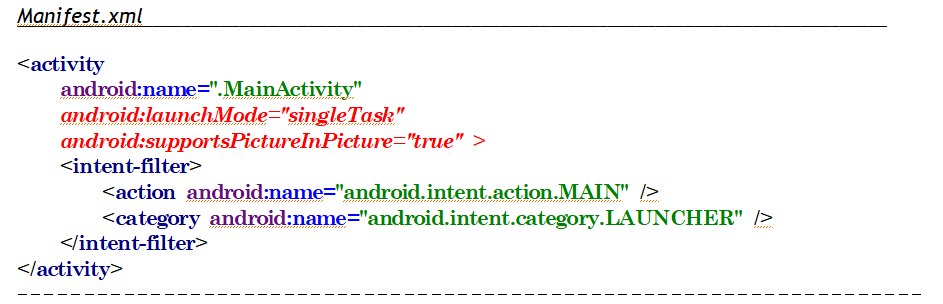 Manifest.xml
<activity
android:name=".MainActivity"
android:launchMode="singleTask"
android:supportsPictureInPicture="true" >
<intent-filter>
<action android:name="android.intent.action.MAIN" />
<category android:name="android.intent.category.LAUNCHER" />
</intent-filter>
</activity>